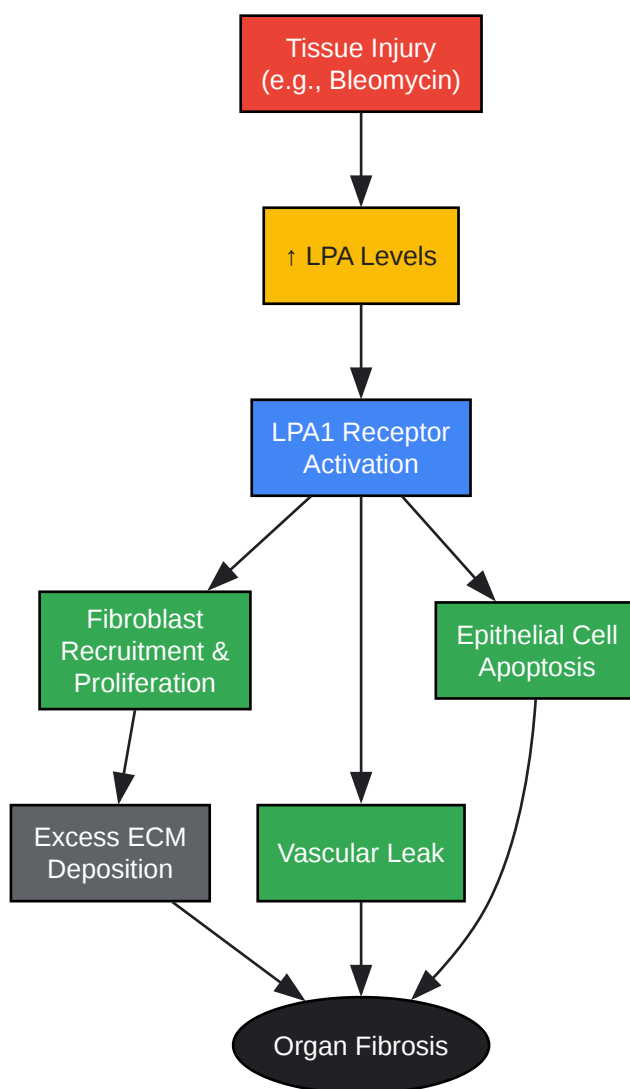 Tissue Injury
(e.g., Bleomycin)
↑ LPA Levels
LPA1 Receptor
Activation
Fibroblast
Recruitment &
Proliferation
Epithelial Cell
Apoptosis
Excess ECM
Deposition
Vascular Leak
Organ Fibrosis